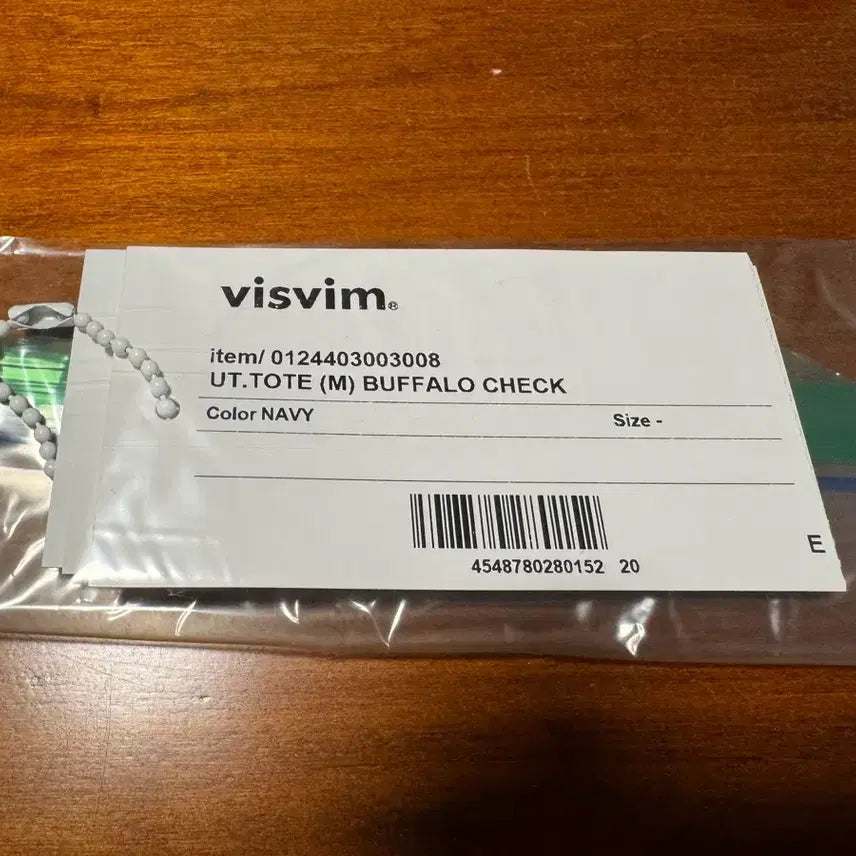 visvim®
item/ 0124403003008
UT.TOTE (M) BUFFALO CHECK
Color NAVY Size -
4548780280152 20
E